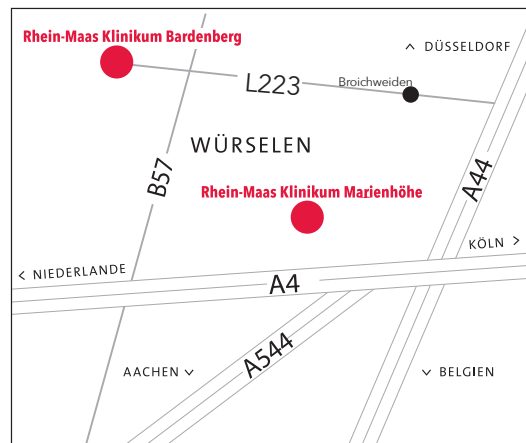 Rhein-Maas Klinikum Bardenberg
^ DÜSSELDORF
Broichweiden
L223
WÜRSELEN
B57
A44
Rhein-Maas Klinikum Marienhöhe
KÖLN >
< NIEDERLANDE
A4
A544
AACHEN ˅
˅ BELGIEN